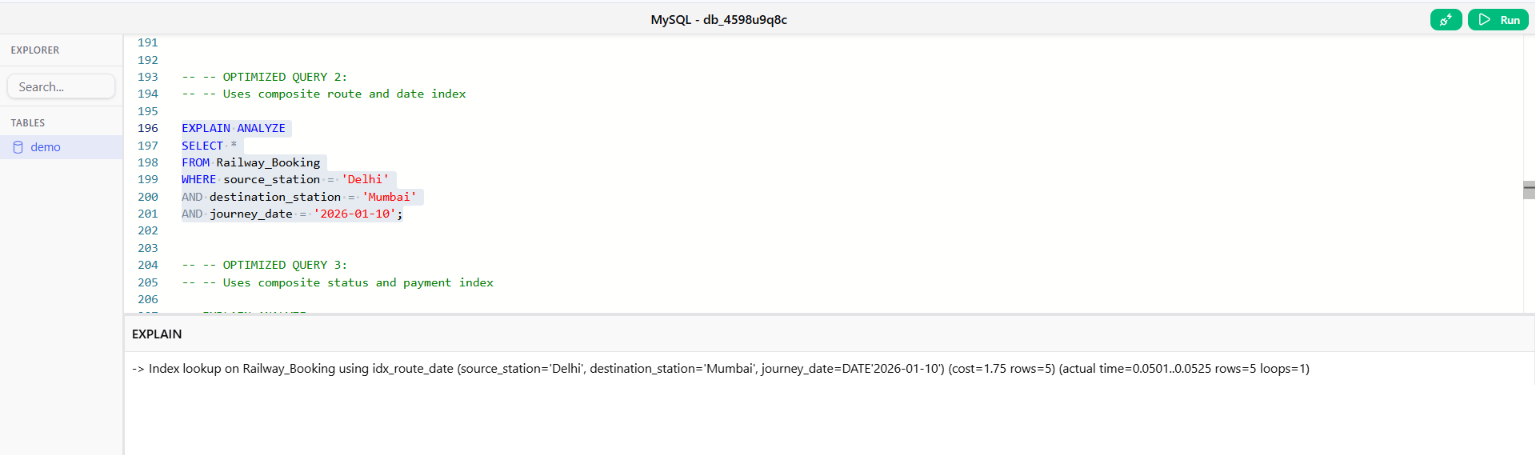 MySQL - db_4598u9q8c
Run
EXPLORER
Search...
TABLES
demo
191
192
193 -- -- OPTIMIZED QUERY 2:
194 -- -- Uses composite route and date index
195
196 EXPLAIN ANALYZE
197 SELECT *
198 FROM Railway_Booking
199 WHERE source_station = 'Delhi'
200 AND destination_station = 'Mumbai'
201 AND journey_date = '2026-01-10';
202
203
204 -- -- OPTIMIZED QUERY 3:
205 -- -- Uses composite status and payment index
206
EXPLAIN
-> Index lookup on Railway_Booking using idx_route_date (source_station='Delhi', destination_station='Mumbai', journey_date=DATE'2026-01-10') (cost=1.75 rows=5) (actual time=0.0501..0.0525 rows=5 loops=1)